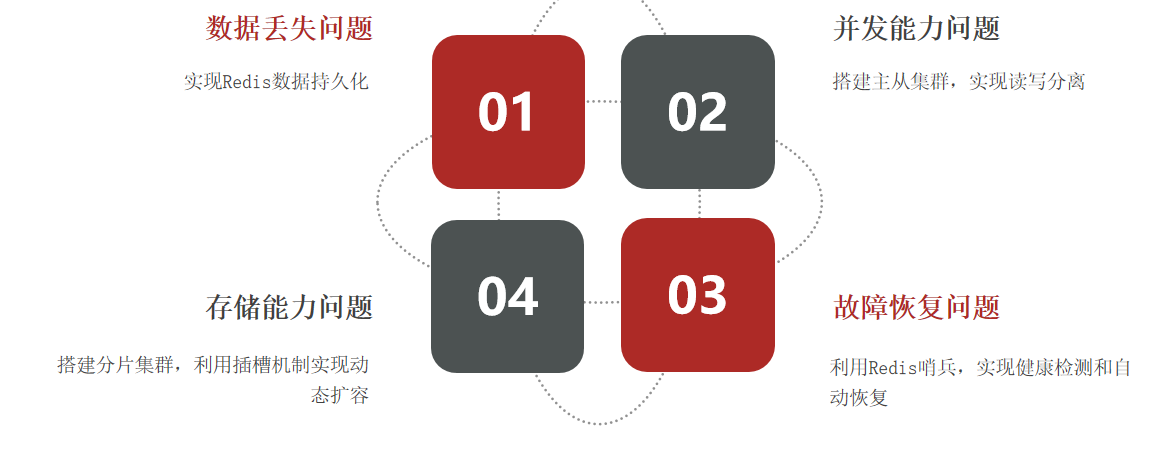 数据丢失问题
实现Redis数据持久化
01
02
并发能力问题
搭建主从集群，实现读写分离
存储能力问题
搭建分片集群，利用插槽机制实现动
态扩容
04
03
故障恢复问题
利用Redis哨兵，实现健康检测和自
动恢复